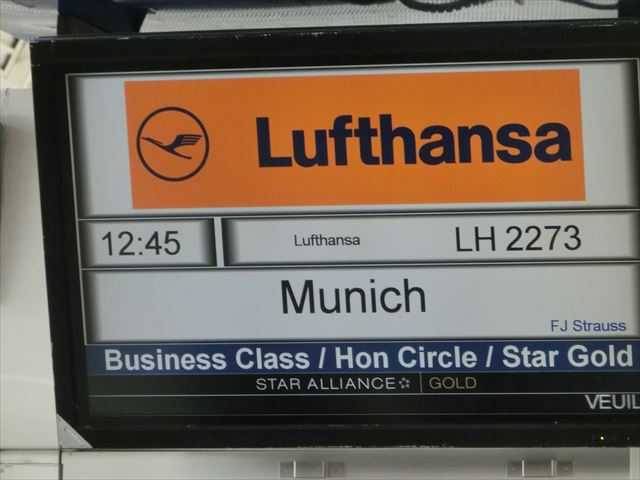 Lufthansa
12:45 Lufthansa LH 2273
Munich
FJ Strauss
Business Class / Hon Circle / Star Gold
STAR ALLIANCE GOLD
VEUIL